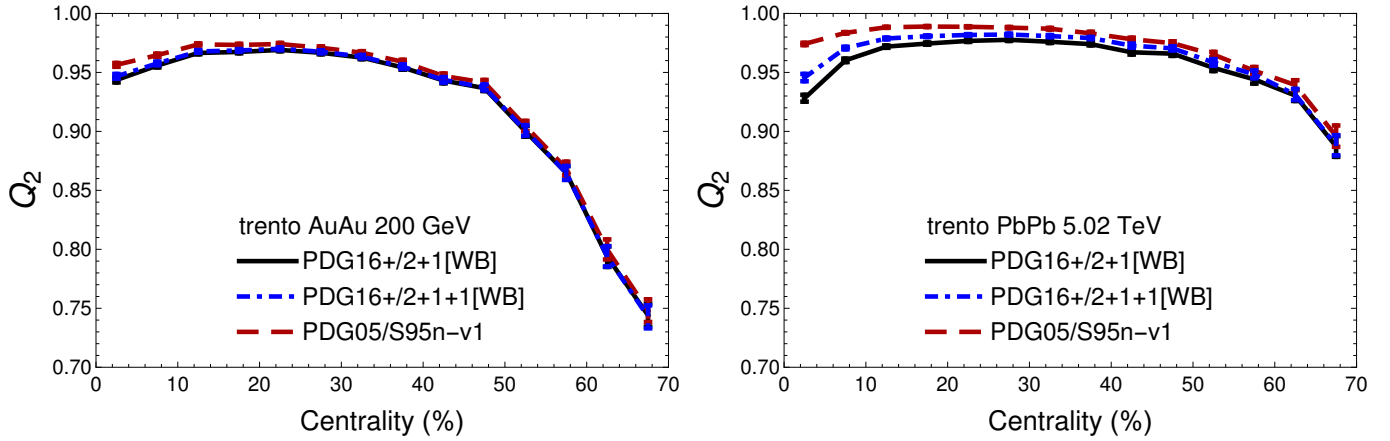 1.00
0.95
0.90
0.85
0.80
0.75
0.70
Q2
trento AuAu 200 GeV
PDG16+/2+1[WB]
PDG16+/2+1+1[WB]
PDG05/S95n−v1
0 10 20 30 40 50 60 70
Centrality (%)
1.00
0.95
0.90
0.85
0.80
0.75
0.70
Q2
trento PbPb 5.02 TeV
PDG16+/2+1[WB]
PDG16+/2+1+1[WB]
PDG05/S95n−v1
0 10 20 30 40 50 60 70
Centrality (%)